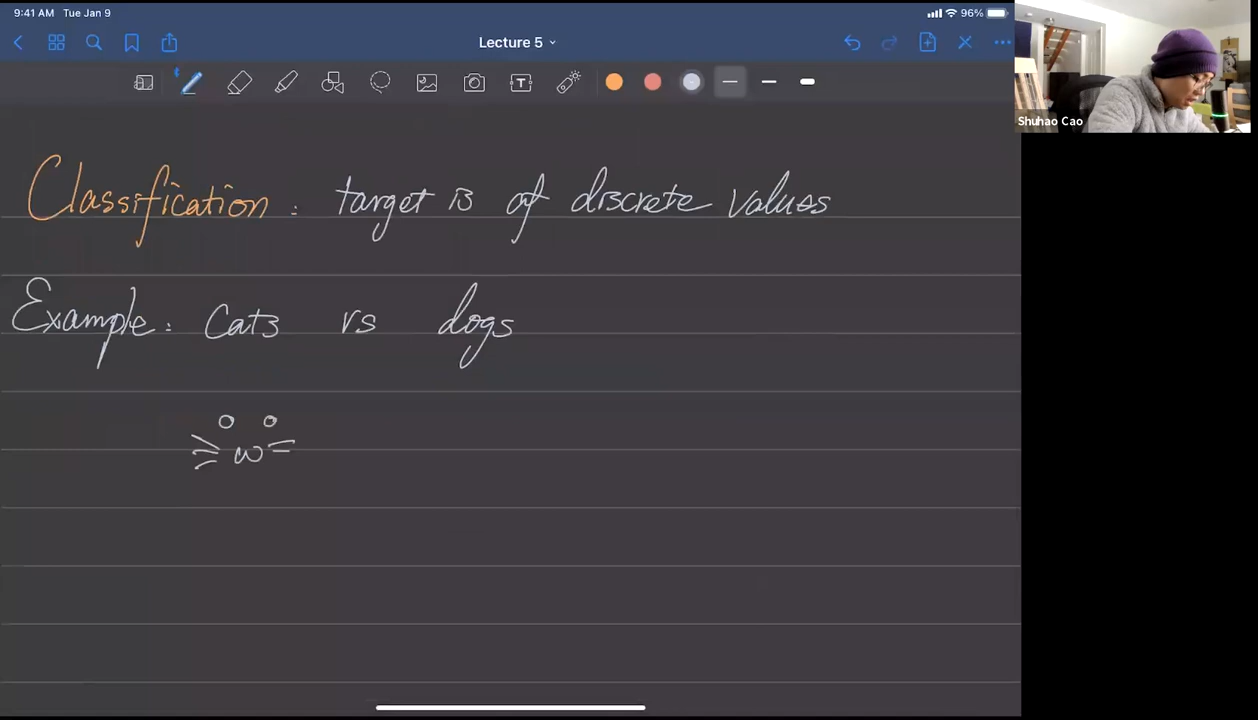 9:41 AM Tue Jan 9
96%
Lecture 5
Shuhao Cao
Classification: target is of discrete values
Example: Cats vs dogs